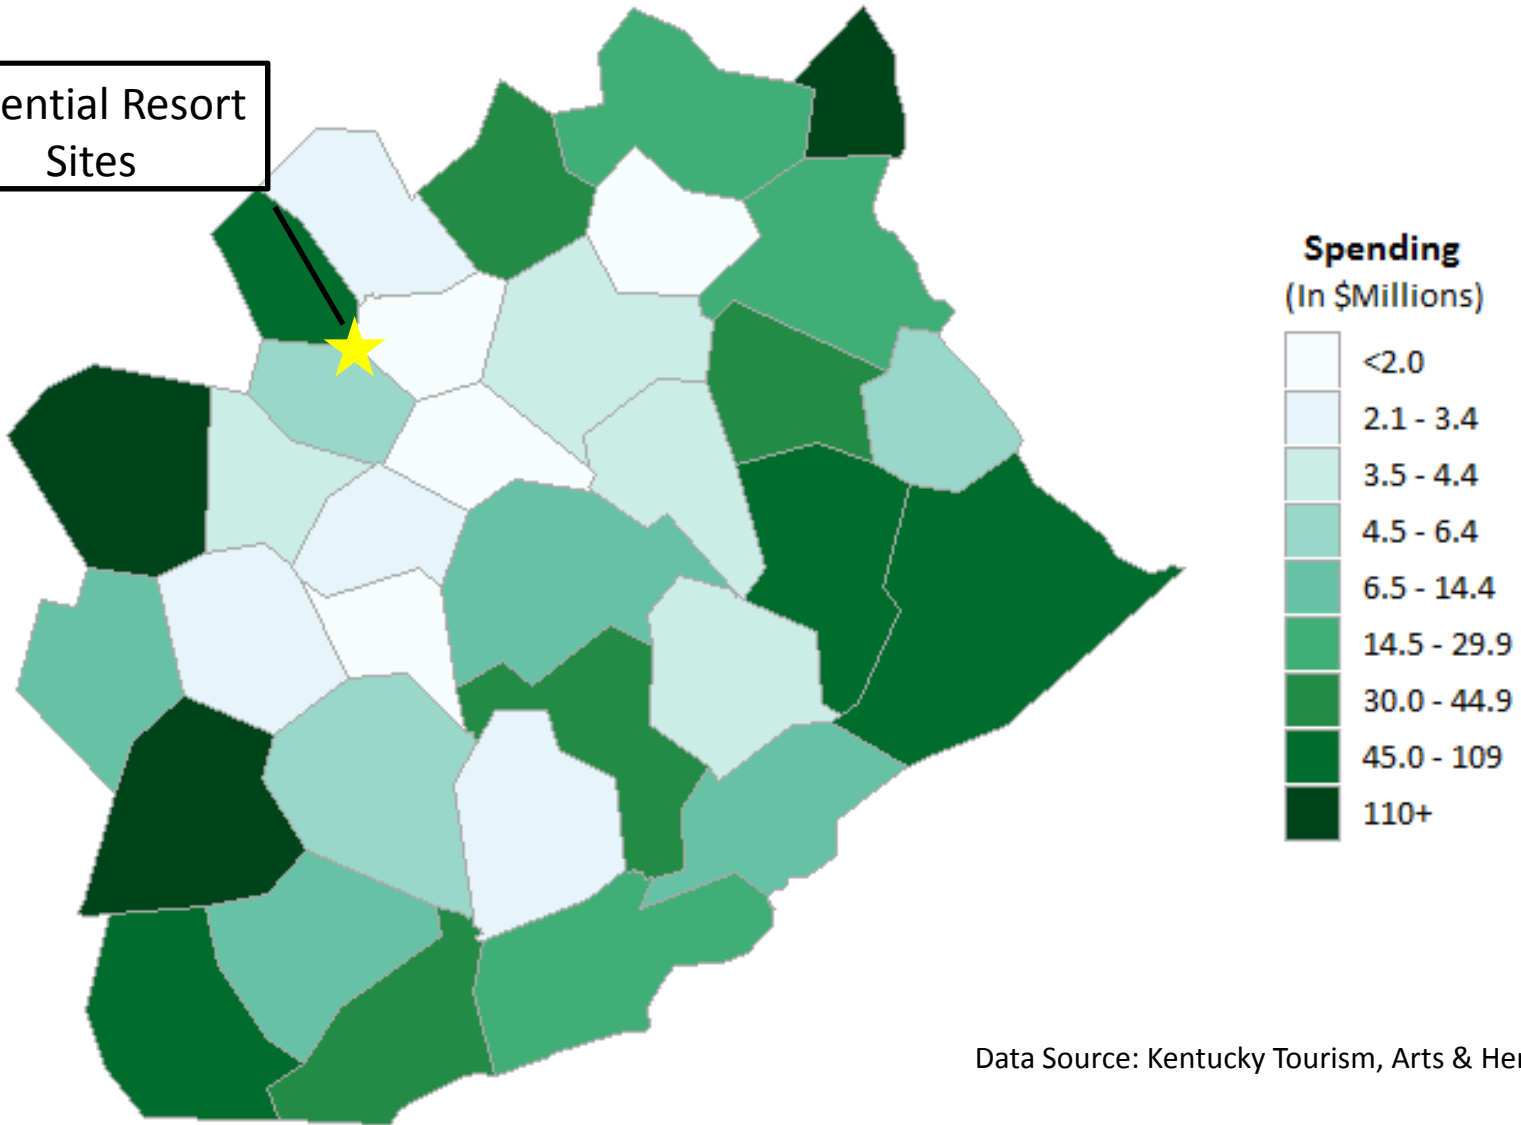 ential Resort
Sites
Spending
(In $Millions)
<2.0
2.1 - 3.4
3.5 - 4.4
4.5 - 6.4
6.5 - 14.4
14.5 - 29.9
30.0 - 44.9
45.0 - 109
110+
Data Source: Kentucky Tourism, Arts & Her